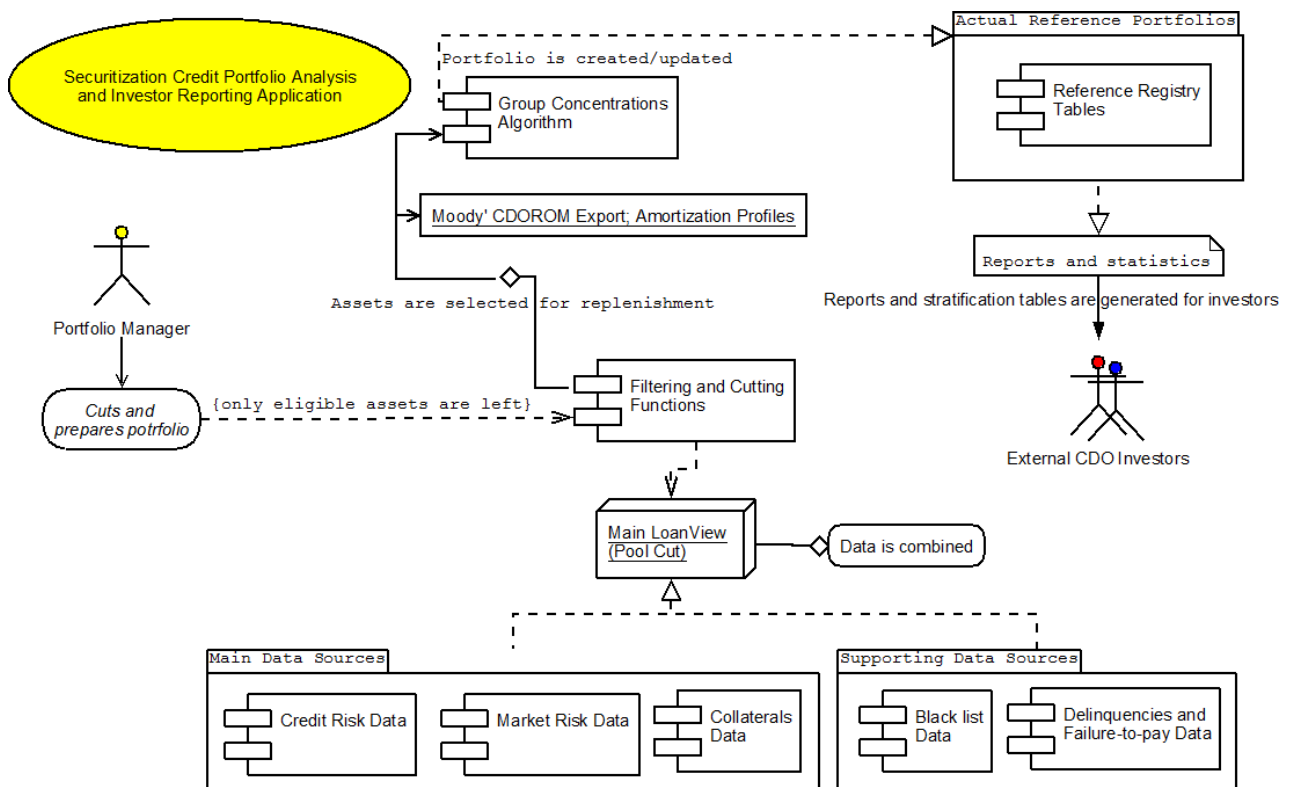 Actual Reference Portfolios
Securitization Credit Portfolio Analysis
and Investor Reporting Application
Portfolio is created/updated
Group Concentrations
Algorithm
Reference Registry
Tables
Moody' CDOROM Export; Amortization Profiles
Reports and statistics
Assets are selected for replenishment
Reports and stratification tables are generated for investors
Portfolio Manager
Filtering and Cutting
Functions
{only eligible assets are left}
Cuts and
prepares potrfolio
External CDO Investors
Main LoanView
(Pool Cut)
Data is combined
Main Data Sources
Supporting Data Sources
Credit Risk Data
Market Risk Data
Collaterals
Data
Black list
Data
Delinquencies and
Failure-to-pay Data